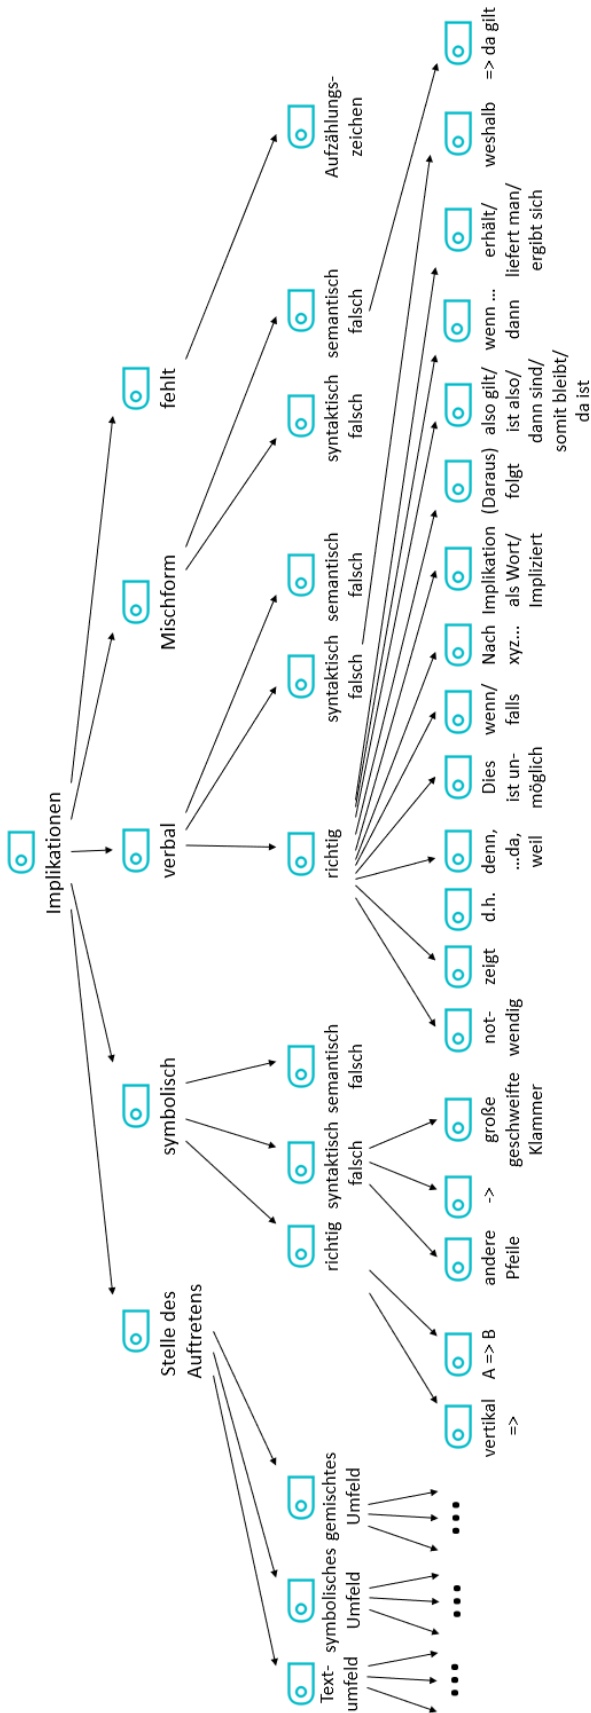 Implikationen
Stelle des
Auftretens
symbolisch
verbal
Mischform
fehlt
Text-
umfeld
symbolisches
Umfeld
gemischtes
Umfeld
richtig
syntaktisch
falsch
semantisch
falsch
richtig
syntaktisch
falsch
semantisch
falsch
syntaktisch
falsch
semantisch
falsch
Aufzählungs-
zeichen
...
...
...
vertikal
=>
A => B
andere
Pfeile
->
große
geschweifte
Klammer
not-
wendig
zeigt
d.h.
denn,
...da,
weil
Dies
ist un-
möglich
wenn/
falls
Nach
xyz...
Implikation
als Wort/
Impliziert
(Daraus)
folgt
also gilt/
ist also/
dann sind/
somit bleibt/
da ist
wenn ...
dann
erhält/
liefert man/
ergibt sich
weshalb
=> da gilt